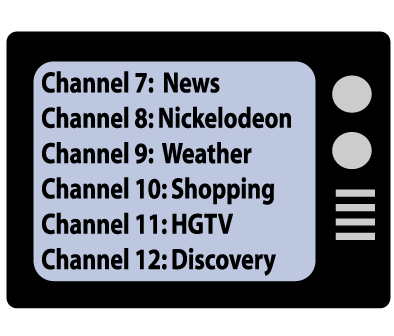 Channel 7: News
Channel 8: Nickelodeon
Channel 9: Weather
Channel 10: Shopping
Channel 11: HGTV
Channel 12: Discovery